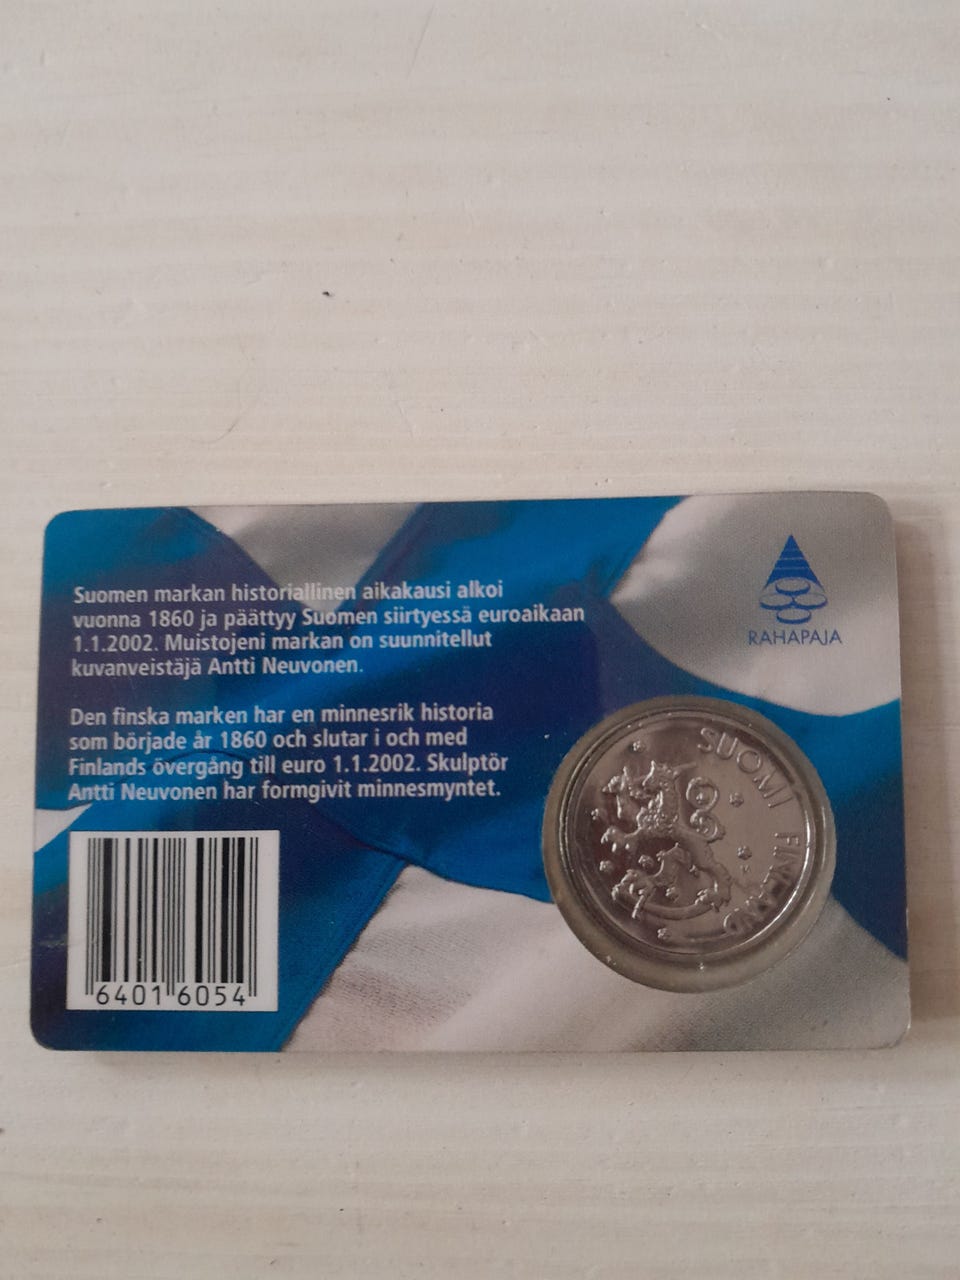 Suomen markan historiallinen aikakausi alkoi
vuonna 1860 ja päättyy Suomen siirtyessä euroaikaan
1.1.2002. Muistojeni markan on suunnitellut
kuvanveistäjä Antti Neuvonen.
Den finska marken har en minnesrik historia
som började år 1860 och slutar i och med
Finlands övergång till euro 1.1.2002. Skulptör
Antti Neuvonen har formgivit minnesmyntet.
RAHAPAJA
SUOMI FINLAND
6401 6054